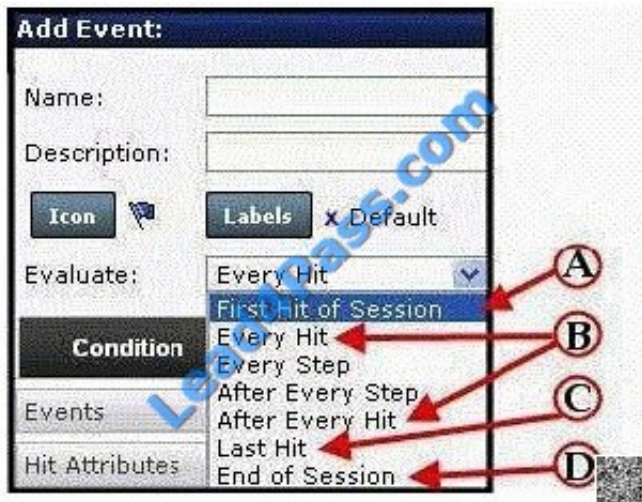 Add Event:
Name:
Description:
Icon Labels x Default
Evaluate: Every Hit
First Hit of Session
Every Hit
Every Step
After Every Step
After Every Hit
Last Hit
End of Session
Condition
Events
Hit Attributes
A
B
C
D
Lead4Pass.com